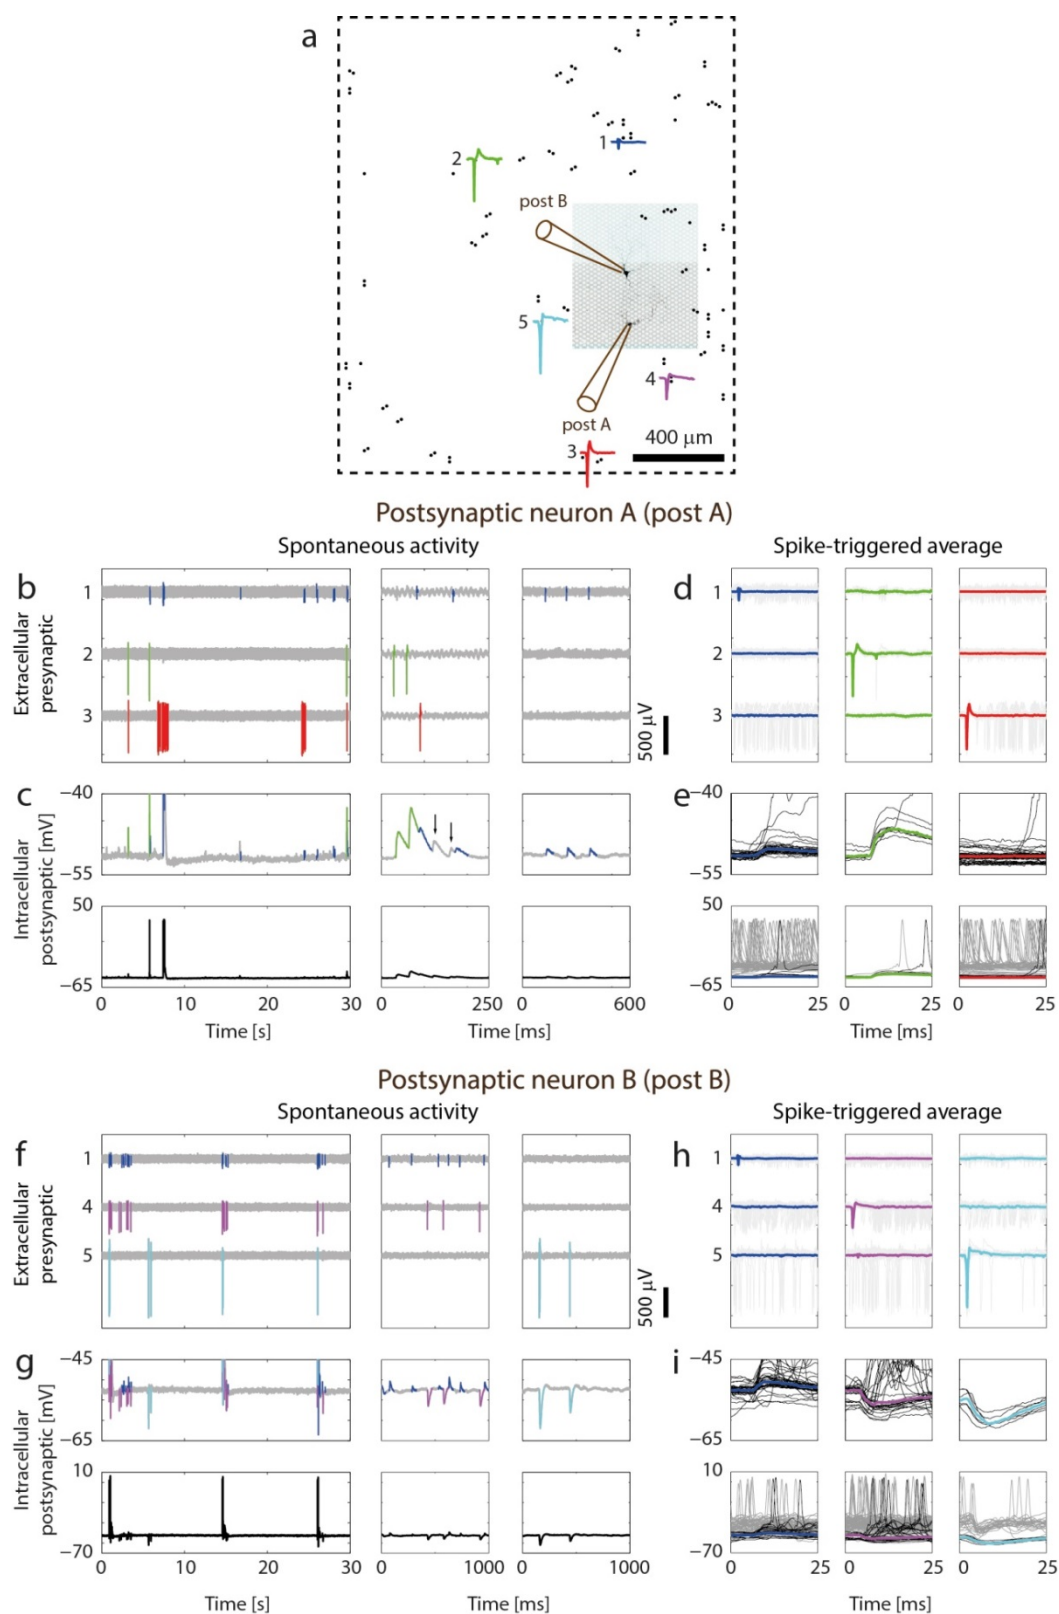 a
1
2
post B
5
4
post A
3
400 μm
Postsynaptic neuron A (post A)
Spontaneous activity
Spike-triggered average
b
Extracellular
presynaptic
1
2
3
500 μV
d
1
2
3
c
Intracellular
postsynaptic [mV]
−40
−55
50
−65
0 10 20 30
0 250
0 600
Time [s]
Time [ms]
e
−40
−55
50
−65
0 25
0 25
0 25
Time [ms]
Postsynaptic neuron B (post B)
Spontaneous activity
Spike-triggered average
f
Extracellular
presynaptic
1
4
5
500 μV
h
1
4
5
g
Intracellular
postsynaptic [mV]
−45
−65
10
−70
0 10 20 30
0 1000
0 1000
Time [s]
Time [ms]
i
−45
−65
10
−70
0 25
0 25
0 25
Time [ms]